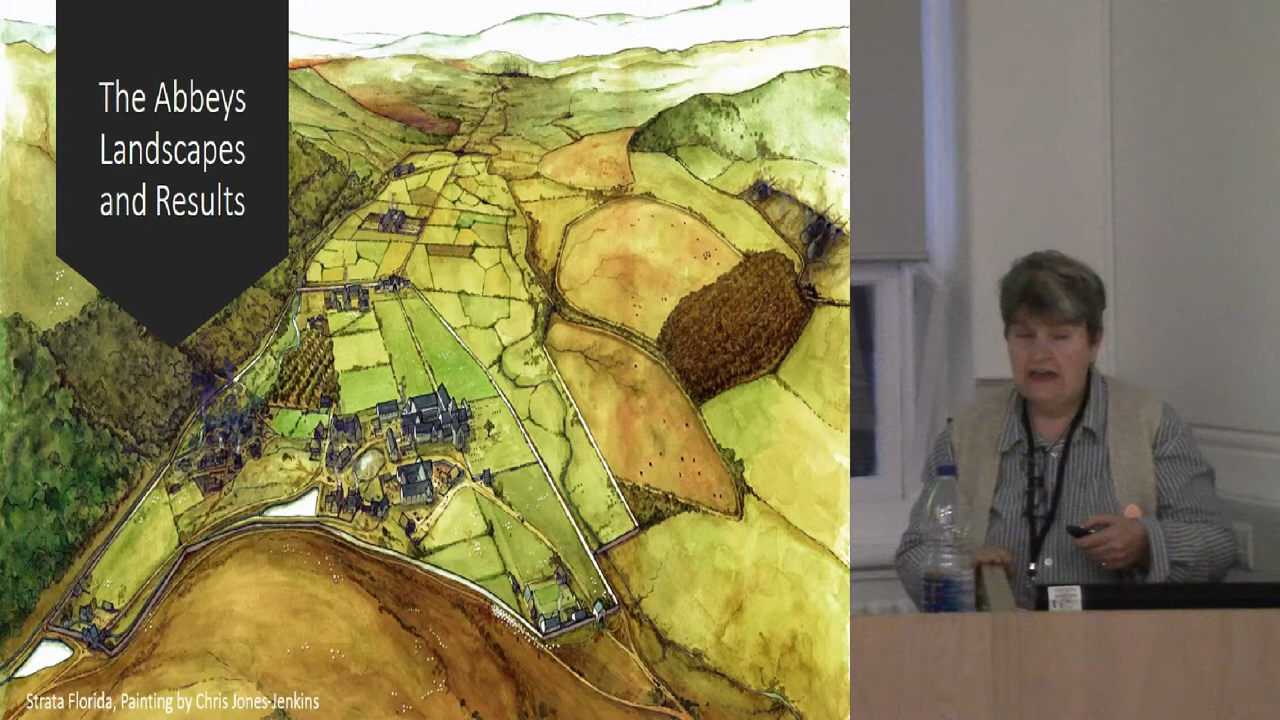 The Abbeys
Landscapes
and Results
Strata Florida, Painting by Chris Jones-Jenkins